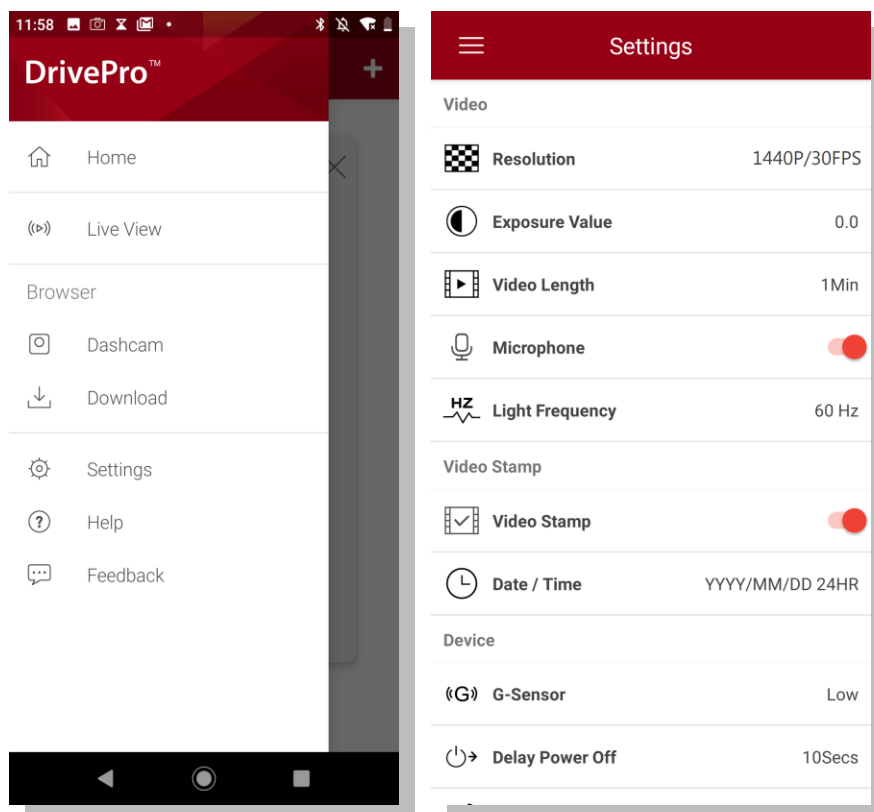 11:58
DrivePro™
Home
Live View
Browser
Dashcam
Download
Settings
Help
Feedback
Settings
Video
Resolution 1440P/30FPS
Exposure Value 0.0
Video Length 1Min
Microphone
HZ Light Frequency 60 Hz
Video Stamp
Video Stamp
Date / Time YYYY/MM/DD 24HR
Device
G G-Sensor Low
Delay Power Off 10Secs